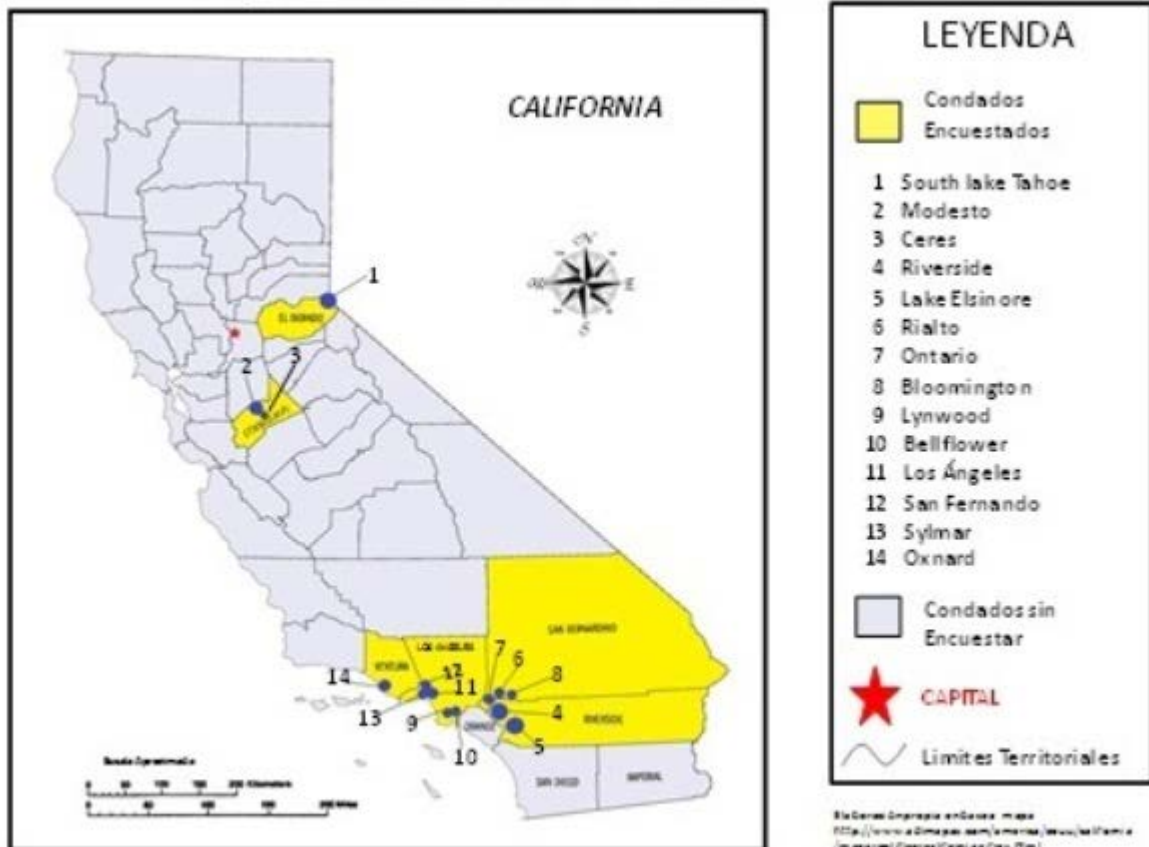 CALIFORNIA
N
E
S
1
EL DORADO
2
3
LOS ANGELES
SAN BERNARDINO
VENTURA
12
7
6
14
11
8
13
4
RIVERSIDE
9
ORANGE
10
5
SAN DIEGO
IMPERIAL
LEYENDA
Condados
Encuestados
1 South lake Tahoe
2 Modesto
3 Ceres
4 Riverside
5 Lake Elsinore
6 Rialto
7 Ontario
8 Bloomington
9 Lynwood
10 Bellflower
11 Los Ángeles
12 San Fernando
13 Sylmar
14 Oxnard
Condados sin
Encuestar
CAPITAL
Limites Territoriales